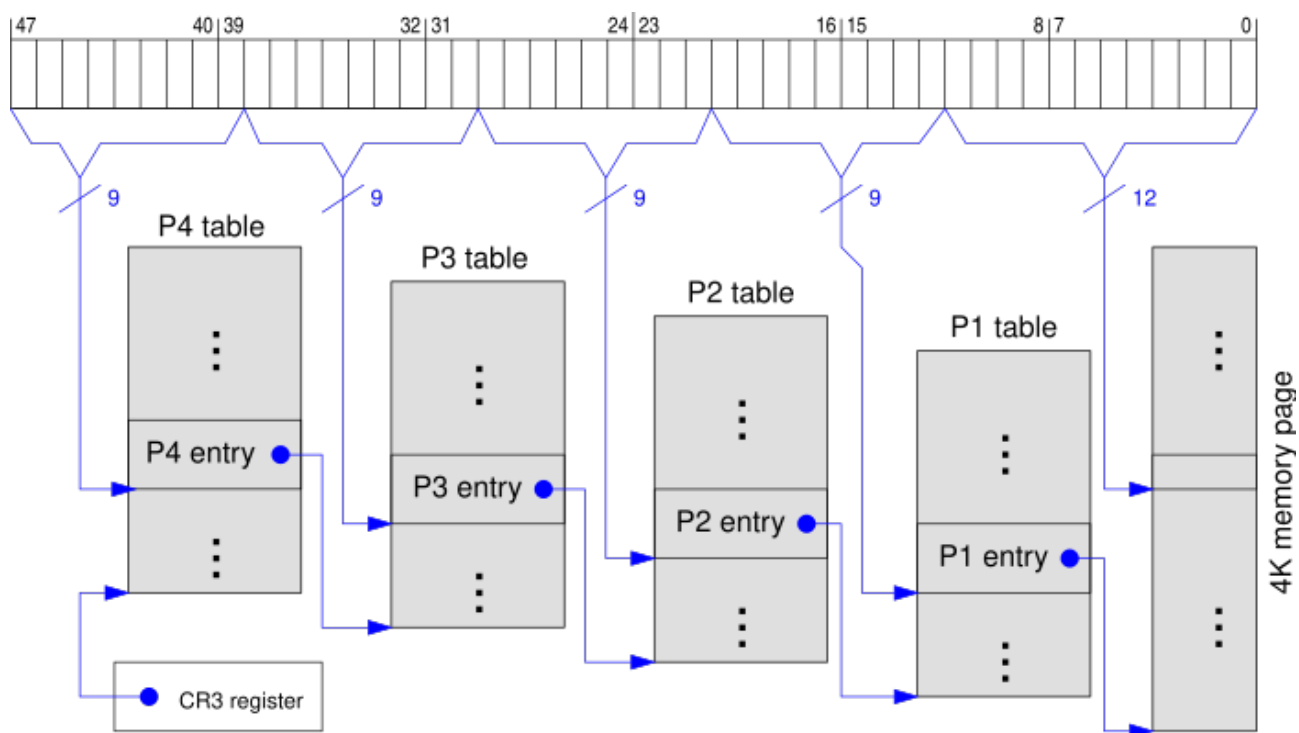 47 40 39 32 31 24 23 16 15 8 7 0
9 9 9 9 12
P4 table
P3 table
P2 table
P1 table
P4 entry
P3 entry
P2 entry
P1 entry
4K memory page
CR3 register